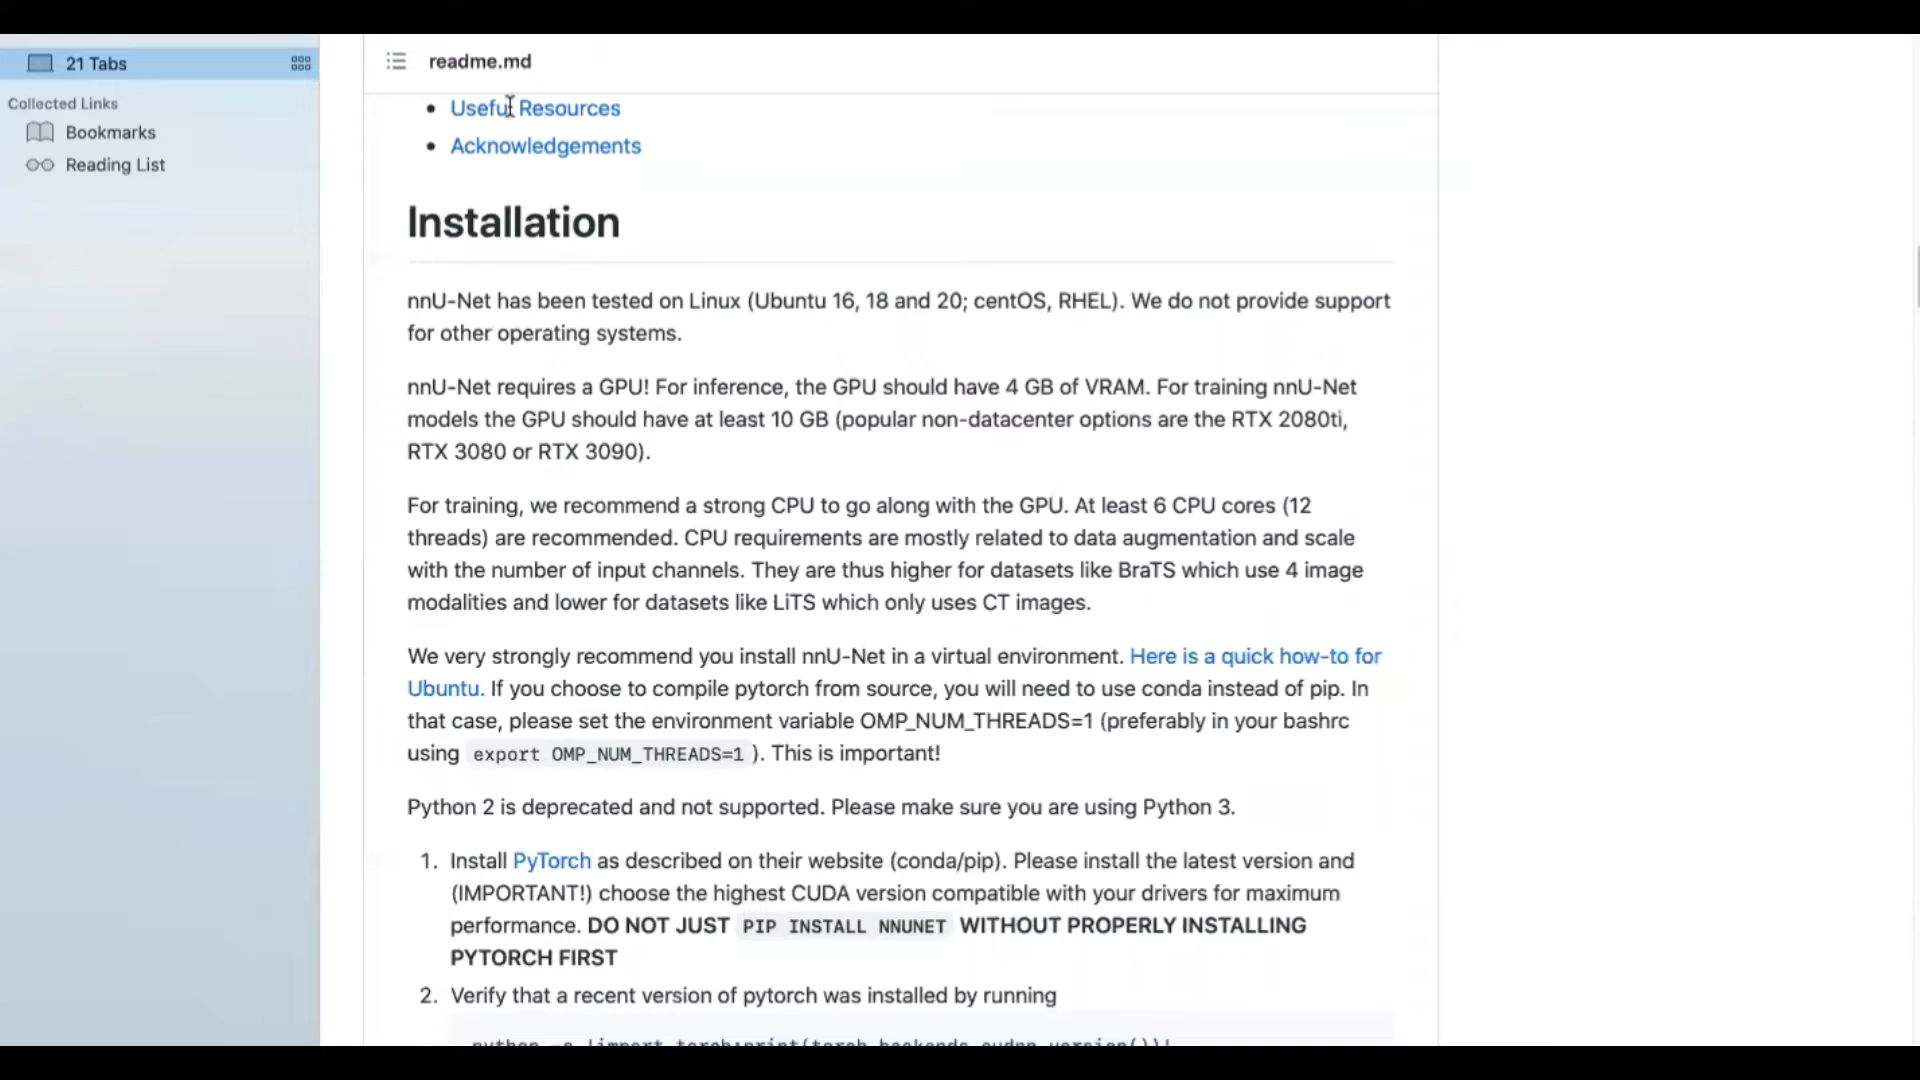 21 Tabs
Collected Links
Bookmarks
Reading List
readme.md
Useful Resources
Acknowledgements
Installation
nnU-Net has been tested on Linux (Ubuntu 16, 18 and 20; centOS, RHEL). We do not provide support
for other operating systems.
nnU-Net requires a GPU! For inference, the GPU should have 4 GB of VRAM. For training nnU-Net
models the GPU should have at least 10 GB (popular non-datacenter options are the RTX 2080ti,
RTX 3080 or RTX 3090).
For training, we recommend a strong CPU to go along with the GPU. At least 6 CPU cores (12
threads) are recommended. CPU requirements are mostly related to data augmentation and scale
with the number of input channels. They are thus higher for datasets like BraTS which use 4 image
modalities and lower for datasets like LiTS which only uses CT images.
We very strongly recommend you install nnU-Net in a virtual environment. Here is a quick how-to for
Ubuntu. If you choose to compile pytorch from source, you will need to use conda instead of pip. In
that case, please set the environment variable OMP_NUM_THREADS=1 (preferably in your bashrc
using export OMP_NUM_THREADS=1 ). This is important!
Python 2 is deprecated and not supported. Please make sure you are using Python 3.
1. Install PyTorch as described on their website (conda/pip). Please install the latest version and
(IMPORTANT!) choose the highest CUDA version compatible with your drivers for maximum
performance. DO NOT JUST PIP INSTALL NNUNET WITHOUT PROPERLY INSTALLING
PYTORCH FIRST
2. Verify that a recent version of pytorch was installed by running
python -c 'import torch;print(torch.backends.cudnn.version())'